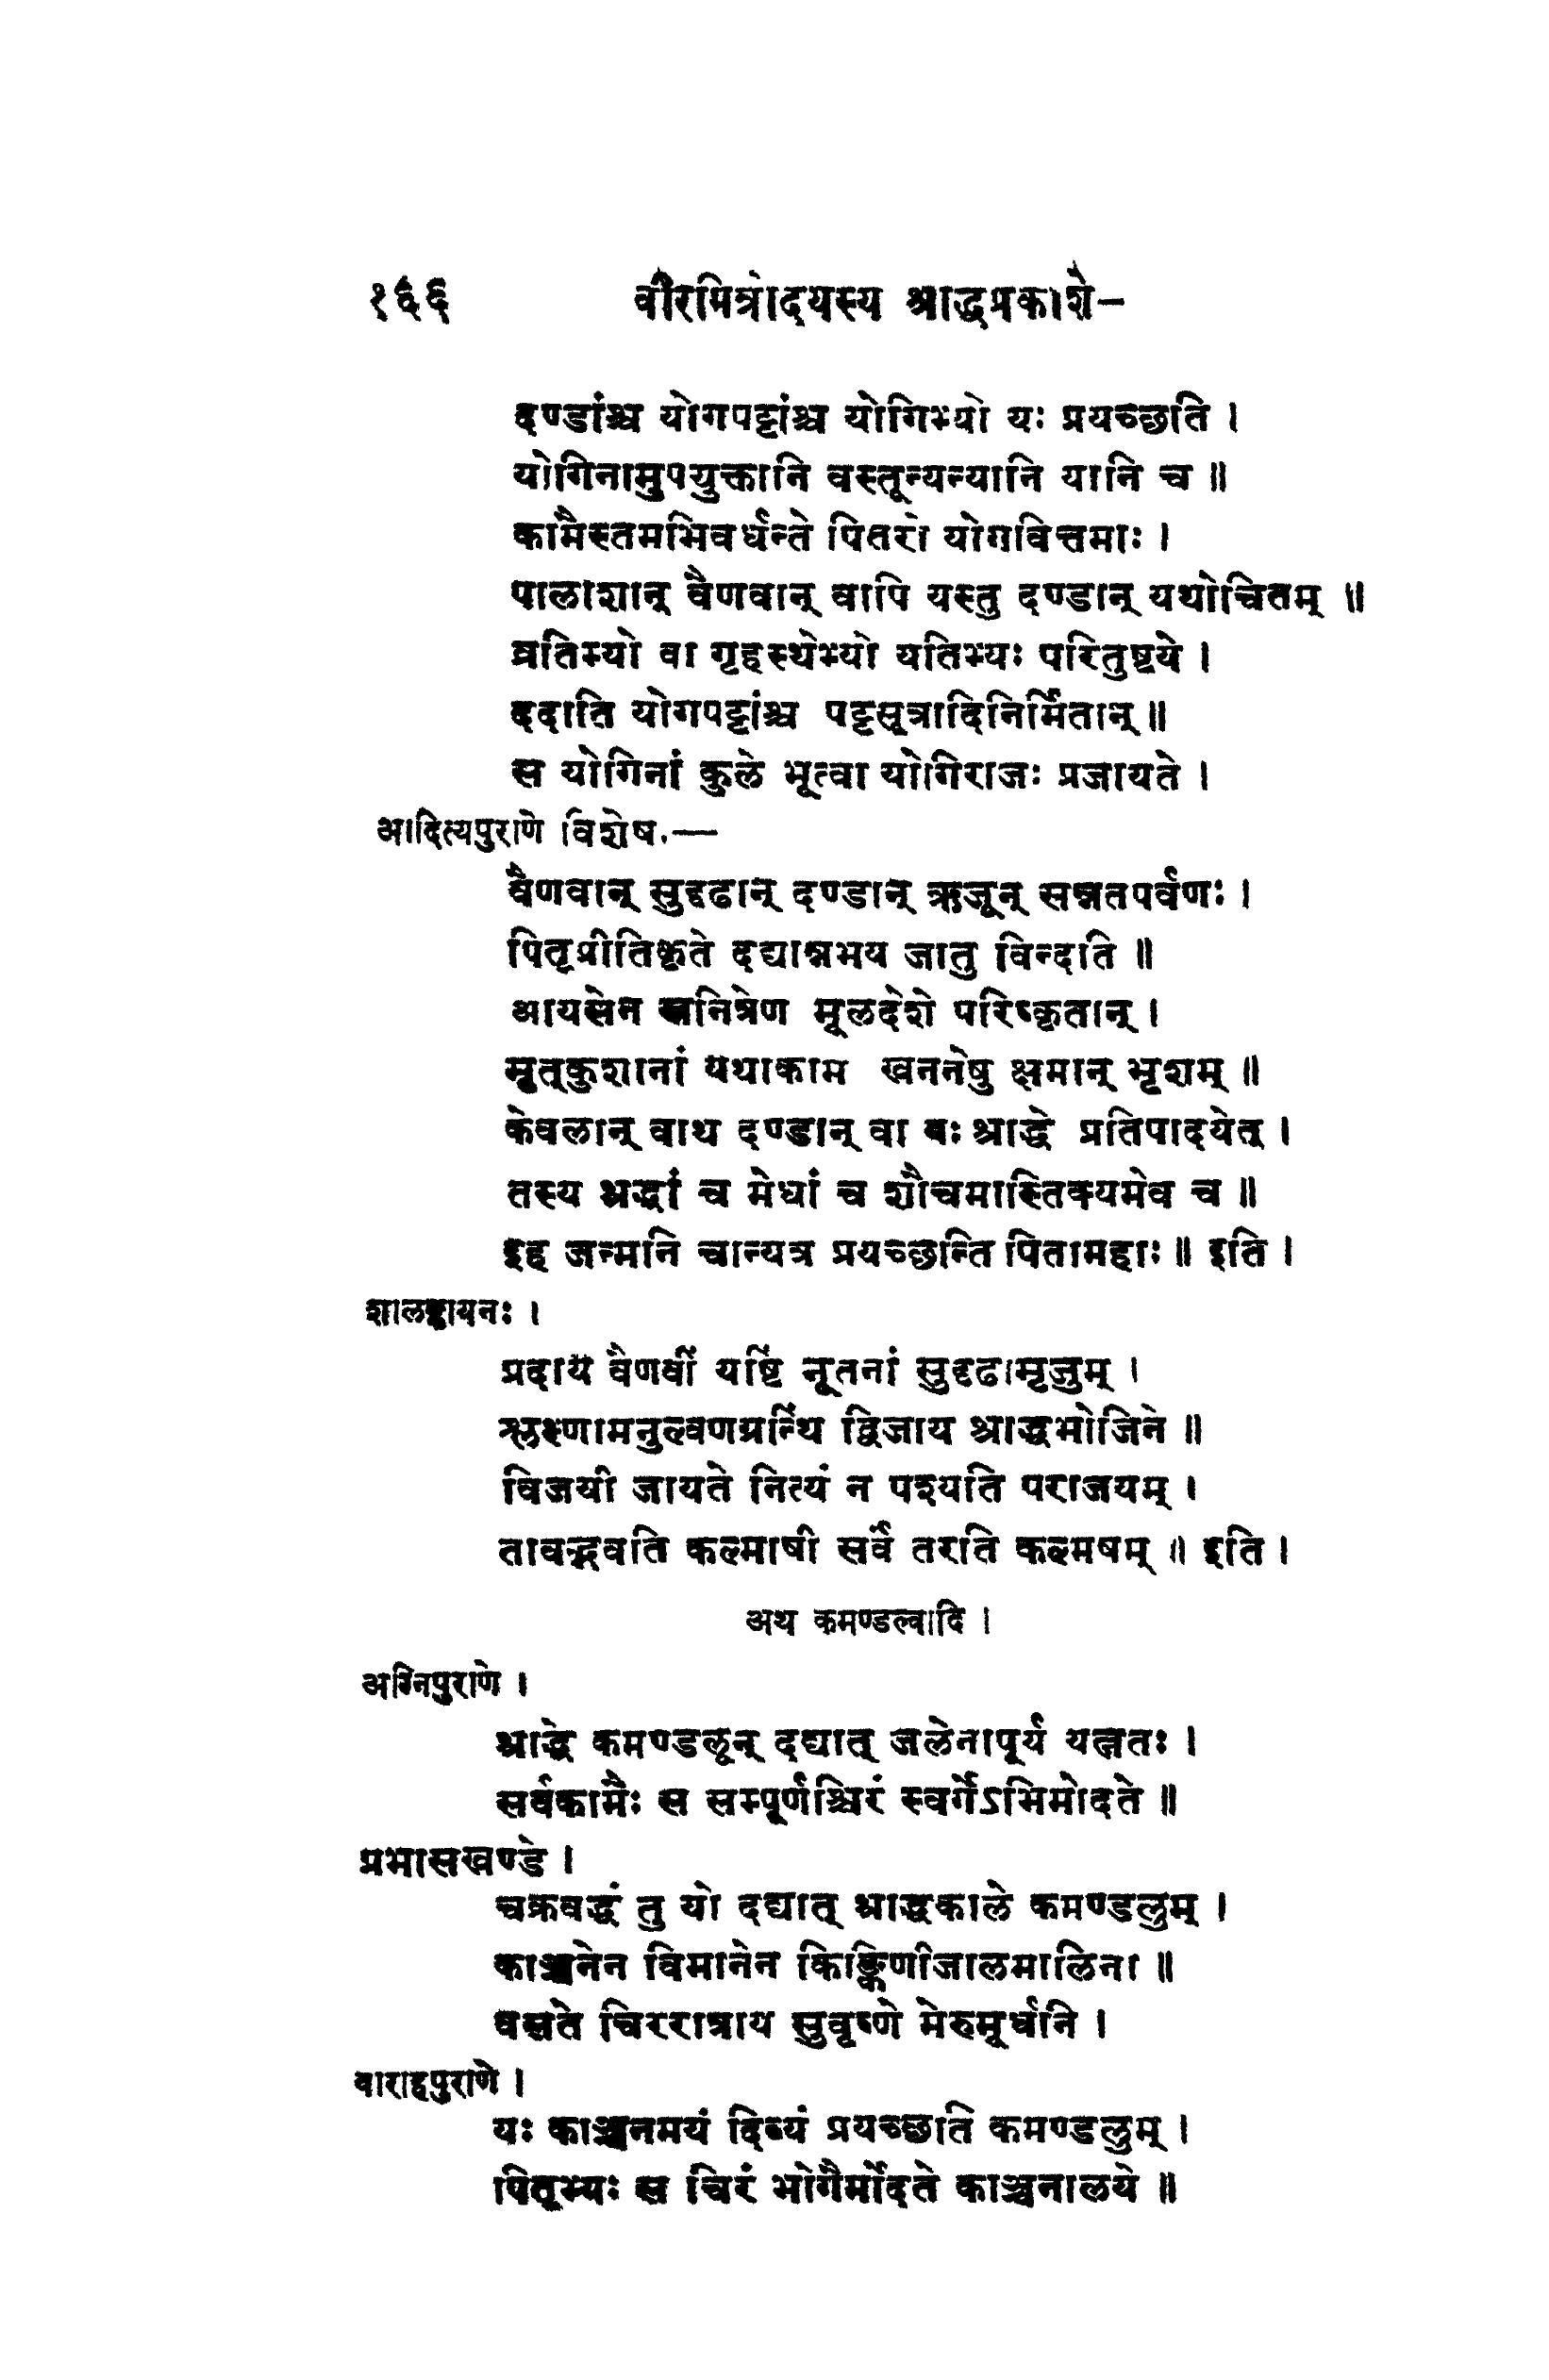 १६६ वीरमित्रोदयस्य श्राद्धप्रकाशे–
दण्डांश्च योगपट्टांश्च योगिभ्यो यः प्रयच्छति ।
योगिनामुपयुक्तानि वस्तून्यन्यानि यानि च ॥
कामैस्तमभिवर्धन्ते पितरो योगवित्तमाः ।
पालाशान् वैणवान् वापि यस्तु दण्डान् यथोचितम् ॥
व्रतिभ्यो वा गृहस्थेभ्यो यतिभ्यः परितुष्टये ।
ददाति योगपट्टांश्च पट्टसूत्रादिनिर्मितान् ॥
स योगिनां कुले भूत्वा योगिराजः प्रजायते ।
आदित्यपुराणे विशेष.—
वैणवान् सुदृढान् दण्डान् ऋजून् सन्नतपर्वणः ।
पितृप्रीतिकृते दद्यान्नभय जातु विन्दति ॥
आयसेन खनित्रेण मूलदेशे परिष्कृतान् ।
मृत्कुशानां यथाकाम खननेषु क्षमान् भृशम् ॥
केवलान् वाथ दण्डान् वा यः श्राद्धे प्रतिपादयेत् ।
तस्य श्रद्धां च मेधां च शौचमास्तिक्यमेव च ॥
इह जन्मनि चान्यत्र प्रयच्छन्ति पितामहाः ॥ इति ।
शालङ्कायनः ।
प्रदाय वैणवीं यष्टिं नूतनां सुदृढामृजुम् ।
श्लक्ष्णामनुल्वणग्रन्थिं द्विजाय श्राद्धभोजिने ॥
विजयी जायते नित्यं न पश्यति पराजयम् ।
तावद्भवति कल्माषी सर्वं तरति कल्मषम् ॥ इति ।
अथ कमण्डल्वादि ।
अग्निपुराणे ।
श्राद्धे कमण्डलून् दद्यात् जलेनापूर्य यत्नतः ।
सर्वकामैः स सम्पूर्णश्चिरं स्वर्गेऽभिमोदते ॥
प्रभासखण्डे ।
चक्रबद्धं तु यो दद्यात् श्राद्धकाले कमण्डलुम् ।
काञ्चनेन विमानेन किङ्किणीजालमालिना ॥
वसते चिररात्राय सुवृष्णे मेरुमूर्धनि ।
वाराहपुराणे ।
यः काञ्चनमयं दिव्यं प्रयच्छति कमण्डलुम् ।
पितृभ्यः स चिरं भोगैर्मोदते काञ्चनालये ॥